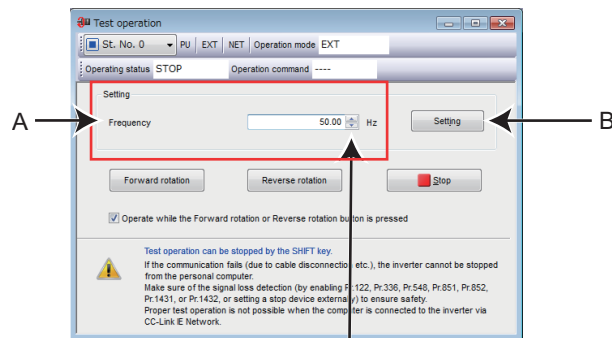 Test operation
St. No. 0 PU EXT NET Operation mode EXT
Operating status STOP Operation command ----
Setting
A Frequency 50.00 Hz Setting B
Forward rotation Reverse rotation Stop
Operate while the Forward rotation or Reverse rotation button is pressed
Test operation can be stopped by the SHIFT key.
If the communication fails (due to cable disconnection etc.), the inverter cannot be stopped
from the personal computer.
Make sure of the signal loss detection (by enabling Pr.122, Pr.336, Pr.548, Pr.851, Pr.852,
Pr.1431, or Pr.1432, or setting a stop device externally) to ensure safety.
Proper test operation is not possible when the computer is connected to the inverter via
CC-Link IE Network.